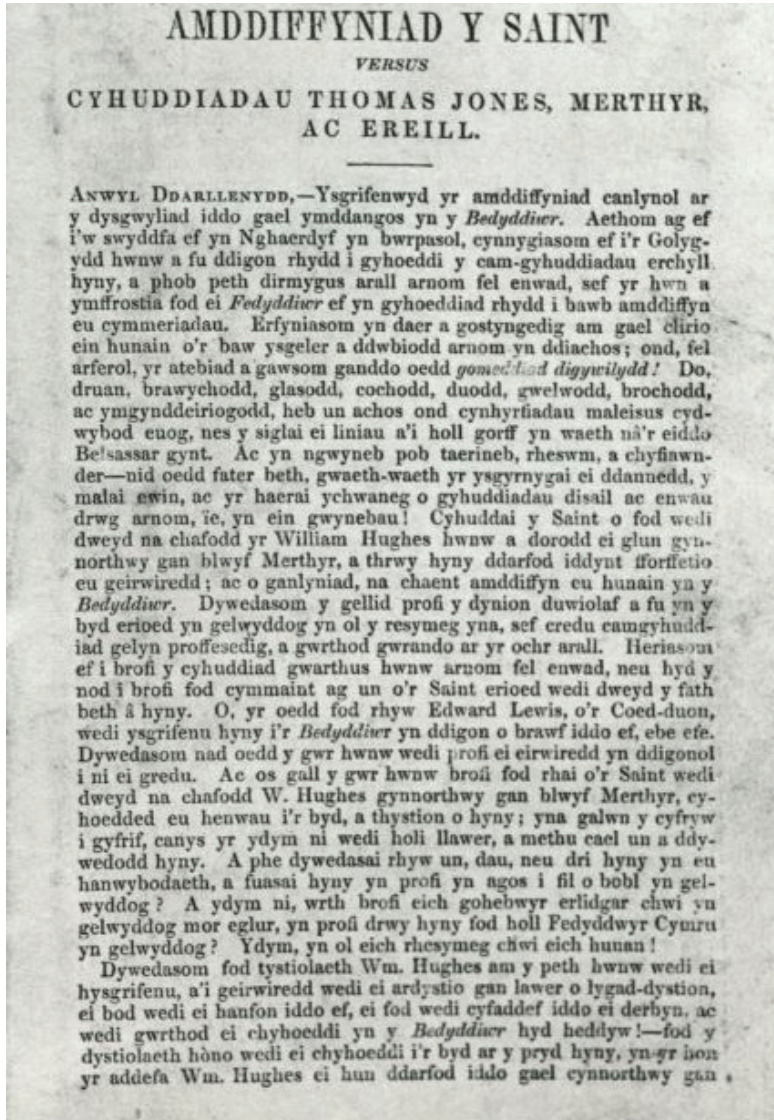 AMDDIFFYNIAD Y SAINT
VERSUS
CYHUDDIADAU THOMAS JONES, MERTHYR,
AC EREILL.
ANWYL DDARLLENYDD,—Ysgrifenwyd yr amddiffyniad canlynol ar
y dysgwyliad iddo gael ymddangos yn y Bedyddiwr. Aethom ag ef
i'w swyddfa ef yn Nghaerdyf yn bwrpasol, cynnygiasom ef i'r Golyg-
ydd hwnw a fu ddigon rhydd i gyhoeddi y cam-gyhuddiadau erchyll
hyny, a phob peth dirmygus arall arnom fel enwad, sef yr hwn a
ymffrostia fod ei Fedyddiwr ef yn gyhoeddiad rhydd i bawb amddiffyn
eu cymmeriadau. Erfyniasom yn daer a gostyngedig am gael clirio
ein hunain o'r baw ysgeler a ddwbiodd arnom yn ddiachos; ond, fel
arferol, yr atebiad a gawsom ganddo oedd gomeddiad digywilydd! Do,
druan, brawychodd, glasodd, cochodd, duodd, gwelwodd, brochodd,
ac ymgynddeiriogodd, heb un achos ond cynhyrfiadau maleisus cyd-
wybod euog, nes y siglai ei liniau a'i holl gorff yn waeth nâ'r eiddo
Belsassar gynt. Ac yn ngwyneb pob taerineb, rheswm, a chyfiawn-
der—nid oedd fater beth, gwaeth-waeth yr ysgyrnygai ei ddannedd, y
malai ewin, ac yr haerai ychwaneg o gyhuddiadau disail ac enwau
drwg arnom, ïe, yn ein gwynebau! Cyhuddai y Saint o fod wedi
dweyd na chafodd yr William Hughes hwnw a dorodd ei glun gyn-
northwy gan blwyf Merthyr, a thrwy hyny ddarfod iddynt fforffetio
eu geirwiredd; ac o ganlyniad, na chaent amddiffyn eu hunain yn y
Bedyddiwr. Dywedasom y gellid profi y dynion duwiolaf a fu yn y
byd erioed yn gelwyddog yn ol y resymeg yna, sef credu camgyhudd-
iad gelyn proffesedig, a gwrthod gwrando ar yr ochr arall. Heriasom
ef i brofi y cyhuddiad gwarthus hwnw arnom fel enwad, neu hyd y
nod i brofi fod cymmaint ag un o'r Saint erioed wedi dweyd y fath
beth â hyny. O, yr oedd fod rhyw Edward Lewis, o'r Coed-duon,
wedi ysgrifenu hyny i'r Bedyddiwr yn ddigon o brawf iddo ef, ebe efe.
Dywedasom nad oedd y gwr hwnw wedi profi ei eirwiredd yn ddigonol
i ni ei gredu. Ac os gall y gwr hwnw brofi fod rhai o'r Saint wedi
dweyd na chafodd W. Hughes gynnorthwy gan blwyf Merthyr, cy-
hoedded eu henwau i'r byd, a thystion o hyny; yna galwn y cyfryw
i gyfrif, canys yr ydym ni wedi holi llawer, a methu cael un a ddy-
wedodd hyny. A phe dywedasai rhyw un, dau, neu dri hyny yn eu
hanwybodaeth, a fuasai hyny yn profi yn agos i fil o bobl yn gel-
wyddog? A ydym ni, wrth brofi eich gohebwyr erlidgar chwi yn
gelwyddog mor eglur, yn profi drwy hyny fod holl Fedyddwyr Cymru
yn gelwyddog? Ydym, yn ol eich rhesymeg chwi eich hunan!
Dywedasom fod tystiolaeth Wm. Hughes am y peth hwnw wedi ei
hysgrifenu, a'i geirwiredd wedi ei ardystio gan lawer o lygad-dystion,
ei bod wedi ei hanfon iddo ef, ei fod wedi cyfaddef iddo ei derbyn, ac
wedi gwrthod ei chyhoeddi yn y Bedyddiwr hyd heddyw!—fod y
dystiolaeth hòno wedi ei chyhoeddi i'r byd ar y pryd hyny, yn yr hon
yr addefa Wm. Hughes ei hun ddarfod iddo gael cynnorthwy gan